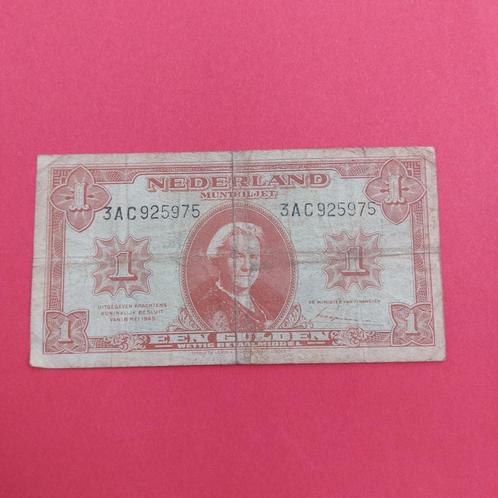 1 NEDERLAND 1
MUNTBILJET
3AC925975 3AC925975
1 1
UITGEGEVEN KRACHTENS
KONINKLIJK BESLUIT
VAN 18 MEI 1945
DE MINISTER VAN FINANCIËN
1 EEN GULDEN 1
WETTIG BETAALMIDDEL